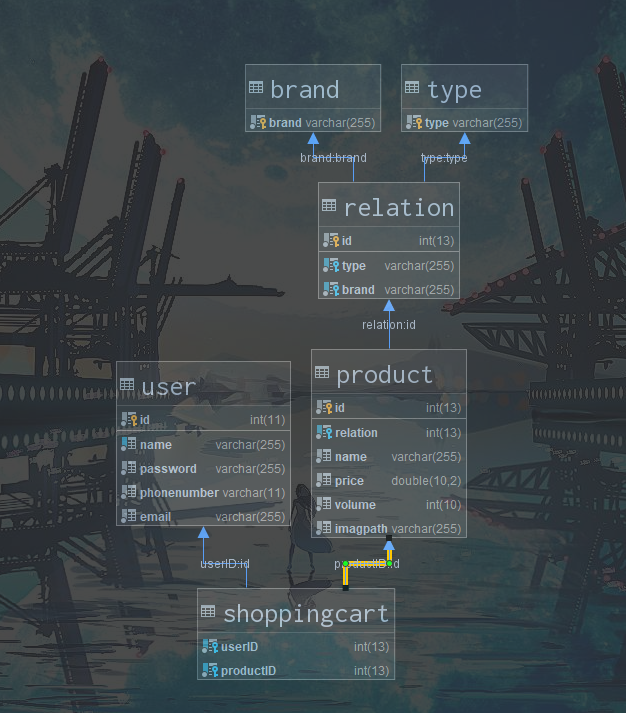 brand
brand varchar(255)
type
type varchar(255)
brand:brand
type:type
relation
id int(13)
type varchar(255)
brand varchar(255)
relation:id
user
id int(11)
name varchar(255)
password varchar(255)
phonenumber varchar(11)
email varchar(255)
product
id int(13)
relation int(13)
name varchar(255)
price double(10,2)
volume int(10)
imagpath varchar(255)
userID:id
productID:id
shoppingcart
userID int(13)
productID int(13)